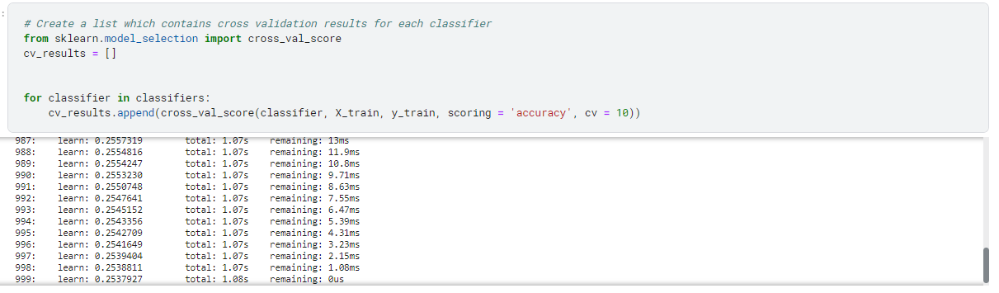 :
# Create a list which contains cross validation results for each classifier
from sklearn.model_selection import cross_val_score
cv_results = []
for classifier in classifiers:
    cv_results.append(cross_val_score(classifier, X_train, y_train, scoring = 'accuracy', cv = 10))
987: learn: 0.2557319 total: 1.07s remaining: 13ms
988: learn: 0.2554816 total: 1.07s remaining: 11.9ms
989: learn: 0.2554247 total: 1.07s remaining: 10.8ms
990: learn: 0.2553230 total: 1.07s remaining: 9.71ms
991: learn: 0.2550748 total: 1.07s remaining: 8.63ms
992: learn: 0.2547641 total: 1.07s remaining: 7.55ms
993: learn: 0.2545152 total: 1.07s remaining: 6.47ms
994: learn: 0.2543356 total: 1.07s remaining: 5.39ms
995: learn: 0.2542709 total: 1.07s remaining: 4.31ms
996: learn: 0.2541649 total: 1.07s remaining: 3.23ms
997: learn: 0.2539404 total: 1.07s remaining: 2.15ms
998: learn: 0.2538811 total: 1.07s remaining: 1.08ms
999: learn: 0.2537927 total: 1.08s remaining: 0us